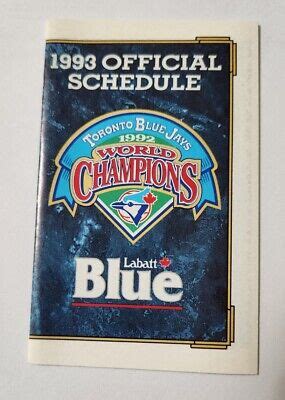 1993 OFFICIAL
SCHEDULE
TORONTO BLUE JAYS
1992
WORLD
CHAMPIONS
Labatt
Blue